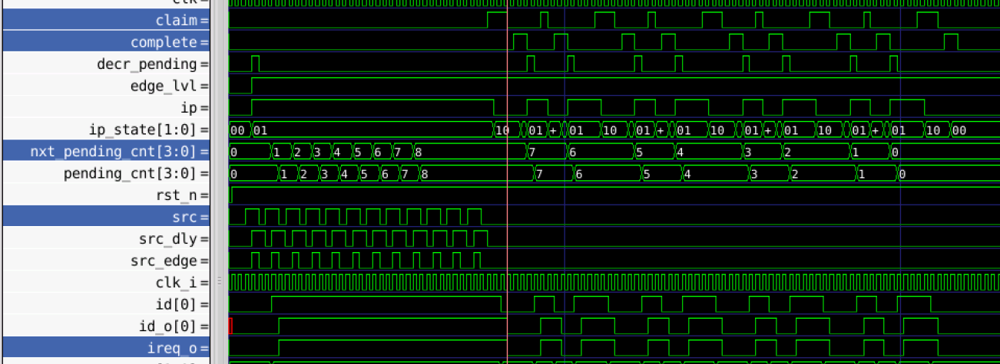 clk=
claim=
complete=
decr_pending=
edge_lvl=
ip=
ip_state[1:0]= 00 01 10 01 + 01 10 01 + 01 10 01 + 01 10 01 + 01 10 00
nxt_pending_cnt[3:0]= 0 1 2 3 4 5 6 7 8 7 6 5 4 3 2 1 0
pending_cnt[3:0]= 0 1 2 3 4 5 6 7 8 7 6 5 4 3 2 1 0
rst_n=
src=
src_dly=
src_edge=
clk_i=
id[0]=
id_o[0]=
ireq_o=